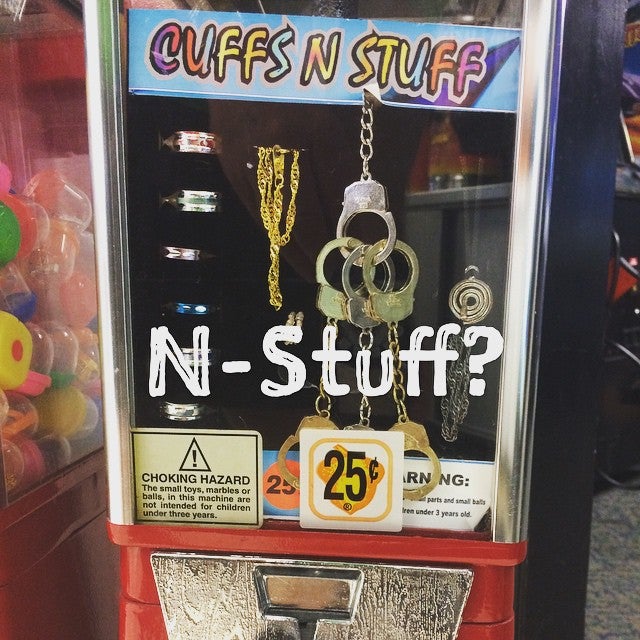 CUFFS N STUFF
N-Stuff?
CHOKING HAZARD
The small toys, marbles or
balls, in this machine are
not intended for children
under three years.
25
25¢
®
ARNING:
parts and small balls
dren under 3 years old.